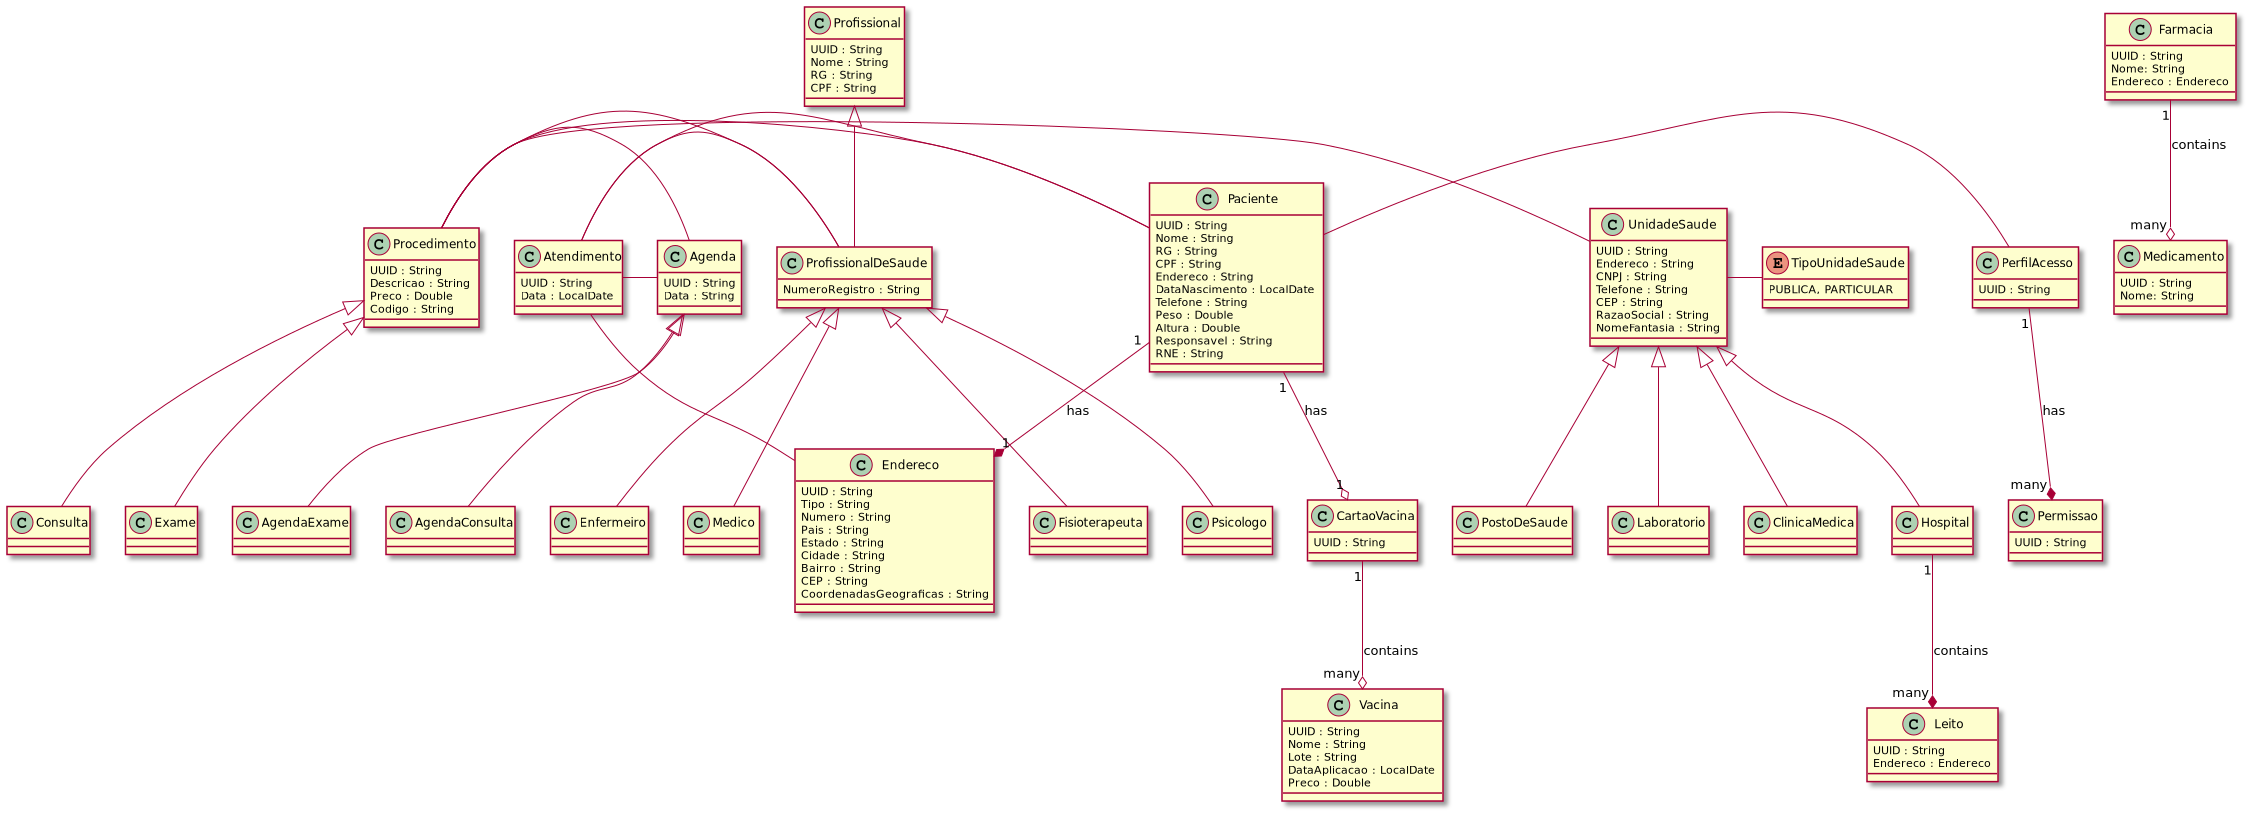 C Profissional
UUID : String
Nome : String
RG : String
CPF : String
C Farmacia
UUID : String
Nome: String
Endereco : Endereco
1
contains
many
C Procedimento
UUID : String
Descricao : String
Preco : Double
Codigo : String
C Atendimento
UUID : String
Data : LocalDate
C Agenda
UUID : String
Data : String
C ProfissionalDeSaude
NumeroRegistro : String
C Paciente
UUID : String
Nome : String
RG : String
CPF : String
Endereco : String
DataNascimento : LocalDate
Telefone : String
Peso : Double
Altura : Double
Responsavel : String
RNE : String
C UnidadeSaude
UUID : String
Endereco : String
CNPJ : String
Telefone : String
CEP : String
RazaoSocial : String
NomeFantasia : String
E TipoUnidadeSaude
PUBLICA, PARTICULAR
C PerfilAcesso
UUID : String
C Medicamento
UUID : String
Nome: String
1
has
1
1
has
1
1
has
many
C Consulta
C Exame
C AgendaExame
C AgendaConsulta
C Enfermeiro
C Medico
C Endereco
UUID : String
Tipo : String
Numero : String
Pais : String
Estado : String
Cidade : String
Bairro : String
CEP : String
CoordenadasGeograficas : String
C Fisioterapeuta
C Psicologo
C CartaoVacina
UUID : String
C PostoDeSaude
C Laboratorio
C ClinicaMedica
C Hospital
C Permissao
UUID : String
1
contains
many
1
contains
many
C Vacina
UUID : String
Nome : String
Lote : String
DataAplicacao : LocalDate
Preco : Double
C Leito
UUID : String
Endereco : Endereco